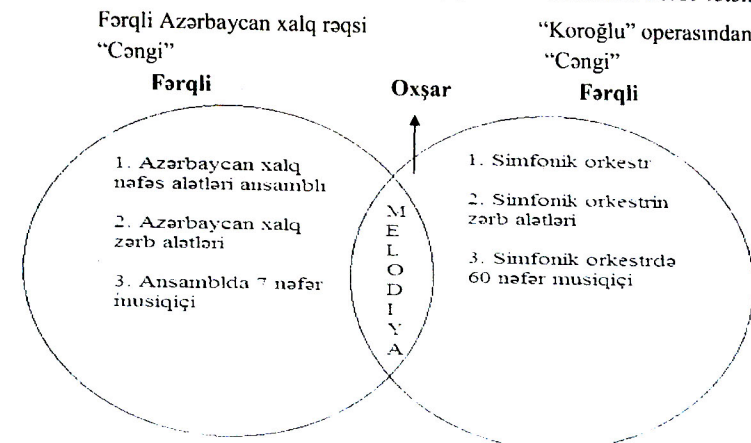 Fərqli Azərbaycan xalq rəqsi
“Cəngi”
Fərqli
Oxşar
“Koroğlu” operasından
“Cəngi”
Fərqli
1. Azərbaycan xalq
nəfəs alətləri ansamblı
2. Azərbaycan xalq
zərb alətləri
3. Ansamblda 7 nəfər
musiqiçi
MELODİYA
1. Simfonik orkestr
2. Simfonik orkestrin
zərb alətləri
3. Simfonik orkestrdə
60 nəfər musiqiçi